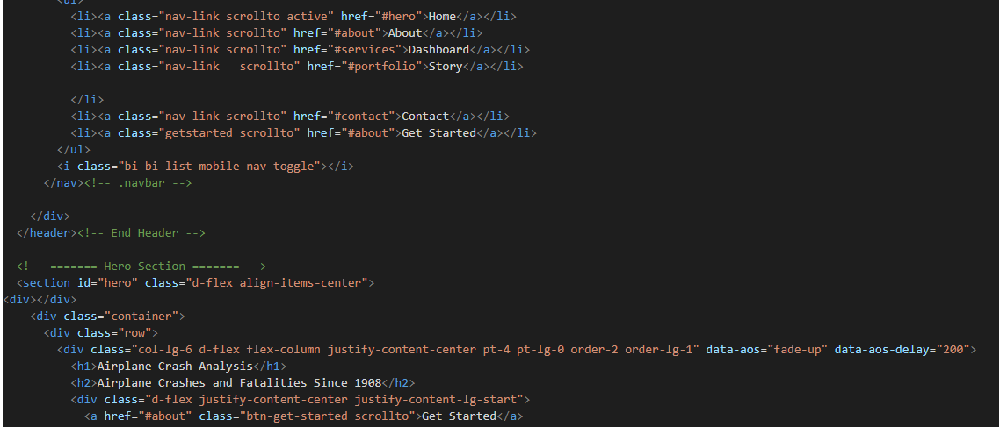 <ul>
<li><a class="nav-link scrollto active" href="#hero">Home</a></li>
<li><a class="nav-link scrollto" href="#about">About</a></li>
<li><a class="nav-link scrollto" href="#services">Dashboard</a></li>
<li><a class="nav-link   scrollto" href="#portfolio">Story</a></li>
</li>
<li><a class="nav-link scrollto" href="#contact">Contact</a></li>
<li><a class="getstarted scrollto" href="#about">Get Started</a></li>
</ul>
<i class="bi bi-list mobile-nav-toggle"></i>
</nav><!-- .navbar -->
</div>
</header><!-- End Header -->
<!-- ======= Hero Section ======= -->
<section id="hero" class="d-flex align-items-center">
<div></div>
<div class="container">
<div class="row">
<div class="col-lg-6 d-flex flex-column justify-content-center pt-4 pt-lg-0 order-2 order-lg-1" data-aos="fade-up" data-aos-delay="200">
<h1>Airplane Crash Analysis</h1>
<h2>Airplane Crashes and Fatalities Since 1908</h2>
<div class="d-flex justify-content-center justify-content-lg-start">
<a href="#about" class="btn-get-started scrollto">Get Started</a>